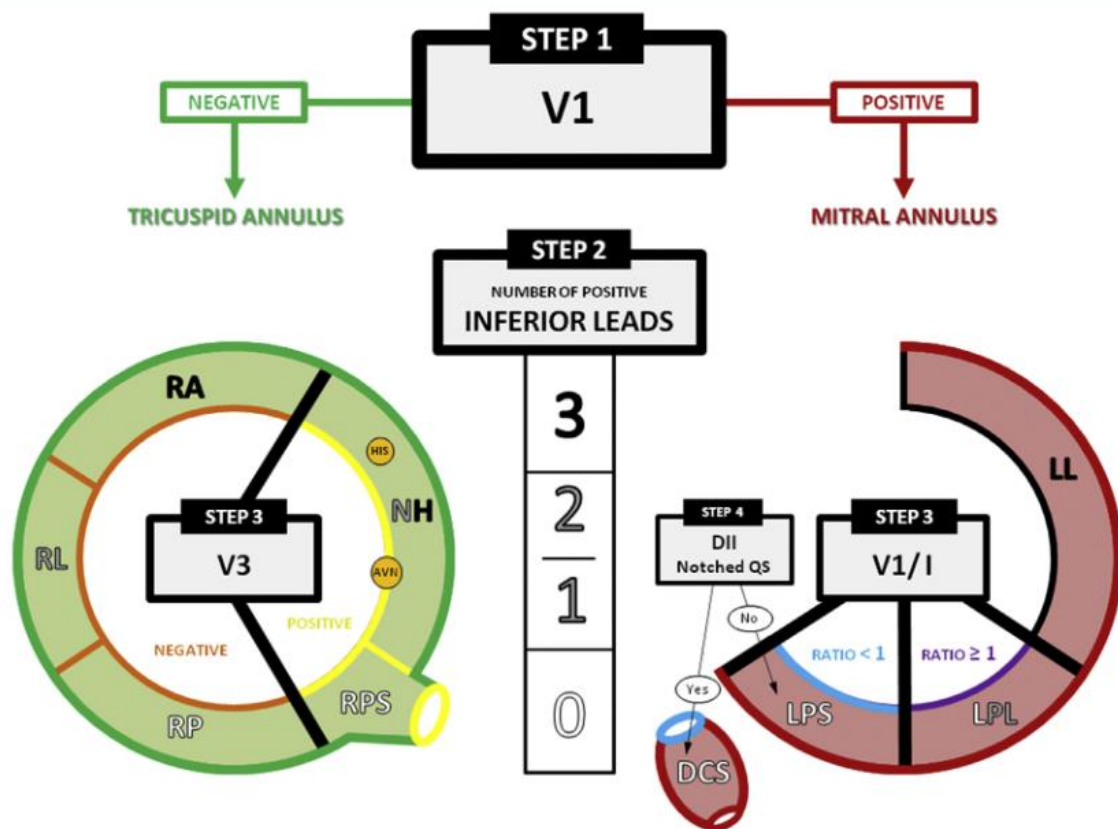 STEP 1
V1
NEGATIVE
POSITIVE
TRICUSPID ANNULUS
MITRAL ANNULUS
STEP 2
NUMBER OF POSITIVE
INFERIOR LEADS
3
2
1
0
RA
HIS
NH
STEP 3
V3
RL
AVN
POSITIVE
NEGATIVE
RPS
RP
LL
STEP 4
DII
Notched QS
STEP 3
V1/ I
No
Yes
RATIO < 1
RATIO ≥ 1
LPS
LPL
DCS